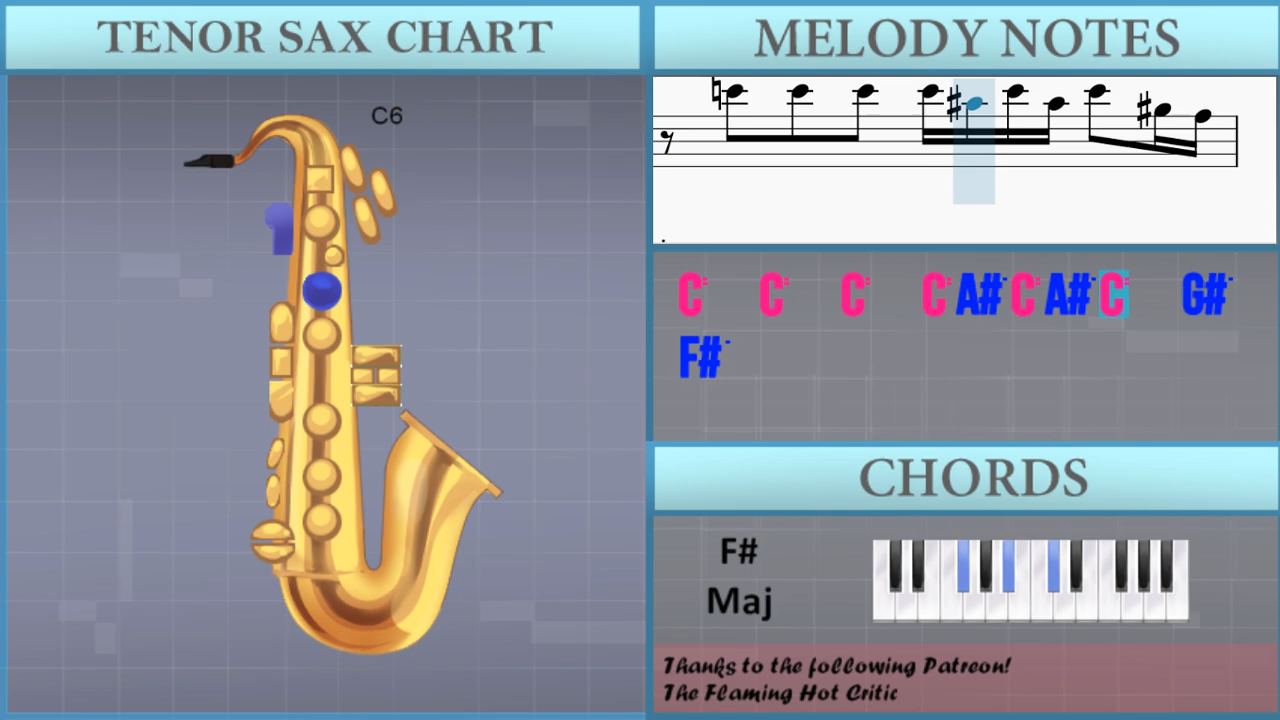 TENOR SAX CHART
C6
MELODY NOTES
C C C C A# C A# C G#
F#
CHORDS
F#
Maj
Thanks to the following Patreon!
The Flaming Hot Critic